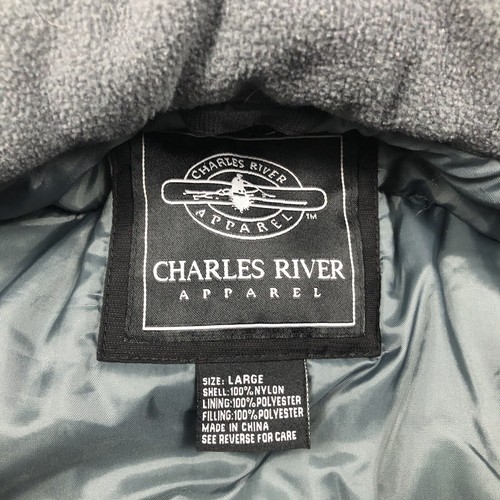 CHARLES RIVER
APPAREL
™
CHARLES RIVER
APPAREL
SIZE: LARGE
SHELL:100%NYLON
LINING:100%POLYESTER
FILLING:100%POLYESTER
MADE IN CHINA
SEE REVERSE FOR CARE